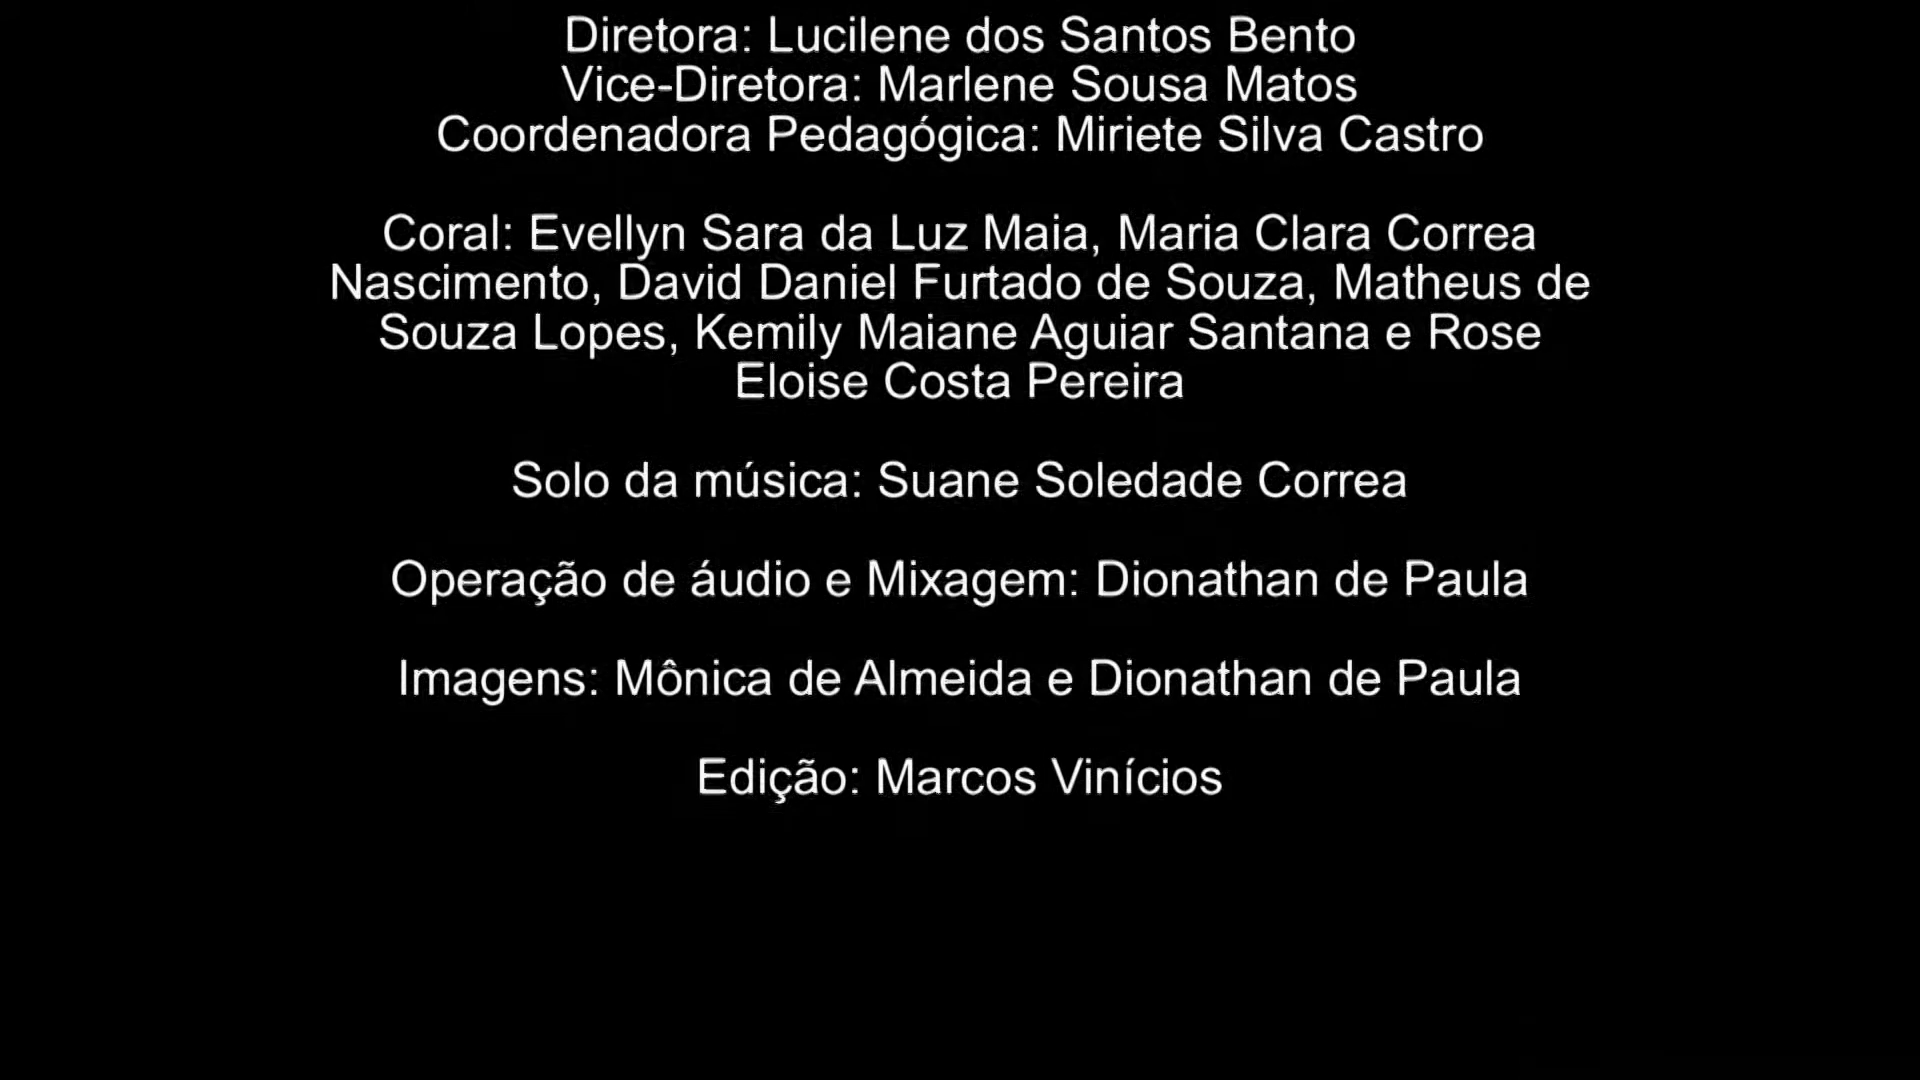 Diretora: Lucilene dos Santos Bento
Vice-Diretora: Marlene Sousa Matos
Coordenadora Pedagógica: Miriete Silva Castro
Coral: Evellyn Sara da Luz Maia, Maria Clara Correa
Nascimento, David Daniel Furtado de Souza, Matheus de
Souza Lopes, Kemily Maiane Aguiar Santana e Rose
Eloise Costa Pereira
Solo da música: Suane Soledade Correa
Operação de áudio e Mixagem: Dionathan de Paula
Imagens: Mônica de Almeida e Dionathan de Paula
Edição: Marcos Vinícios